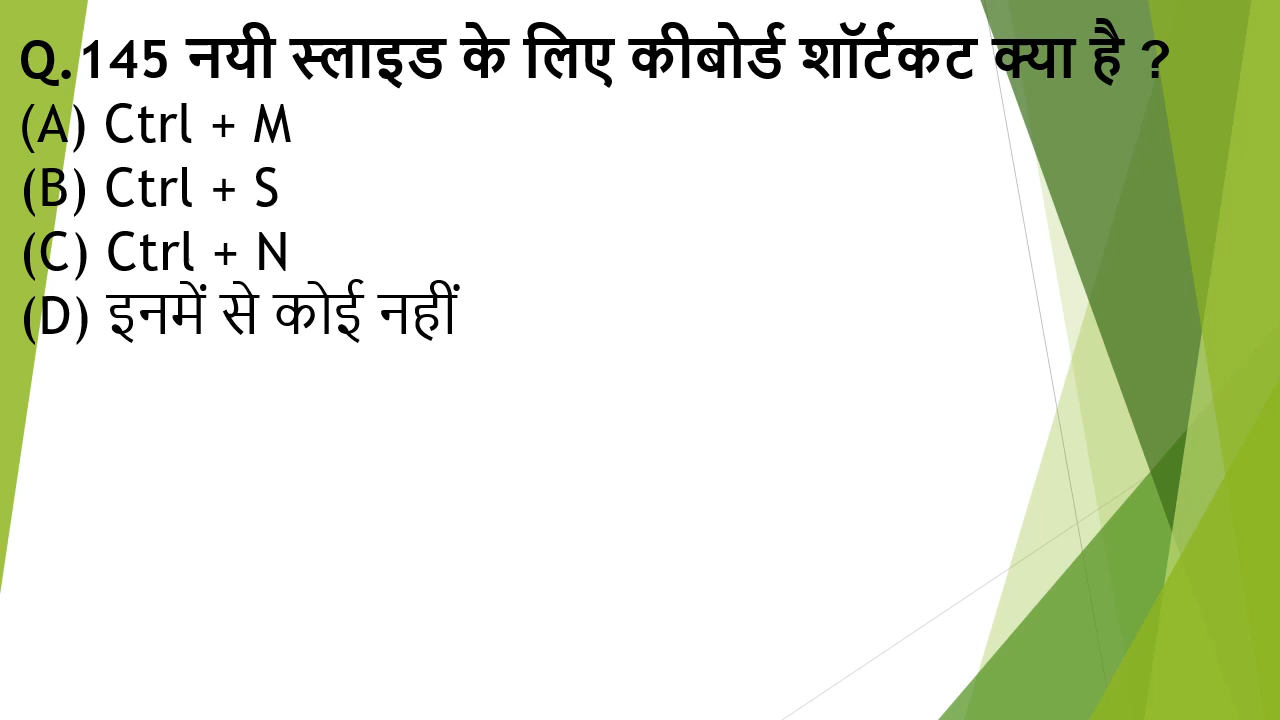 Q.145 नयी स्लाइड के लिए कीबोर्ड शॉर्टकट क्या है ?
(A) Ctrl + M
(B) Ctrl + S
(C) Ctrl + N
(D) इनमें से कोई नहीं